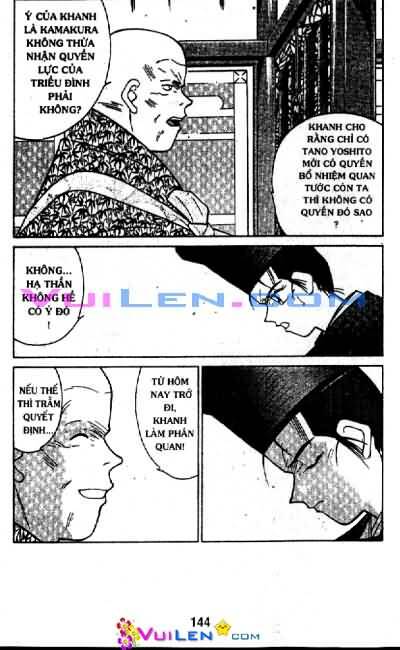 Ý CỦA KHANH
LÀ KAMAKURA
KHÔNG THỪA
NHẬN QUYỀN
LỰC CỦA
TRIỀU ĐÌNH
PHẢI
KHÔNG?
KHANH CHO
RẰNG CHỈ CÓ
TANO YOSHITO
MỚI CÓ QUYỀN
BỔ NHIỆM QUAN
TƯỚC CÒN TA
THÌ KHÔNG CÓ
QUYỀN ĐÓ SAO
?
KHÔNG...
HẠ THẦN
KHÔNG HỀ
CÓ Ý ĐÓ
!
VUILEN.COM
NẾU THẾ
THÌ TRẪM
QUYẾT
ĐỊNH...
TỪ HÔM
NAY TRỞ
ĐI,
KHANH
LÀM PHÁN
QUAN!
144
VUILEN.COM